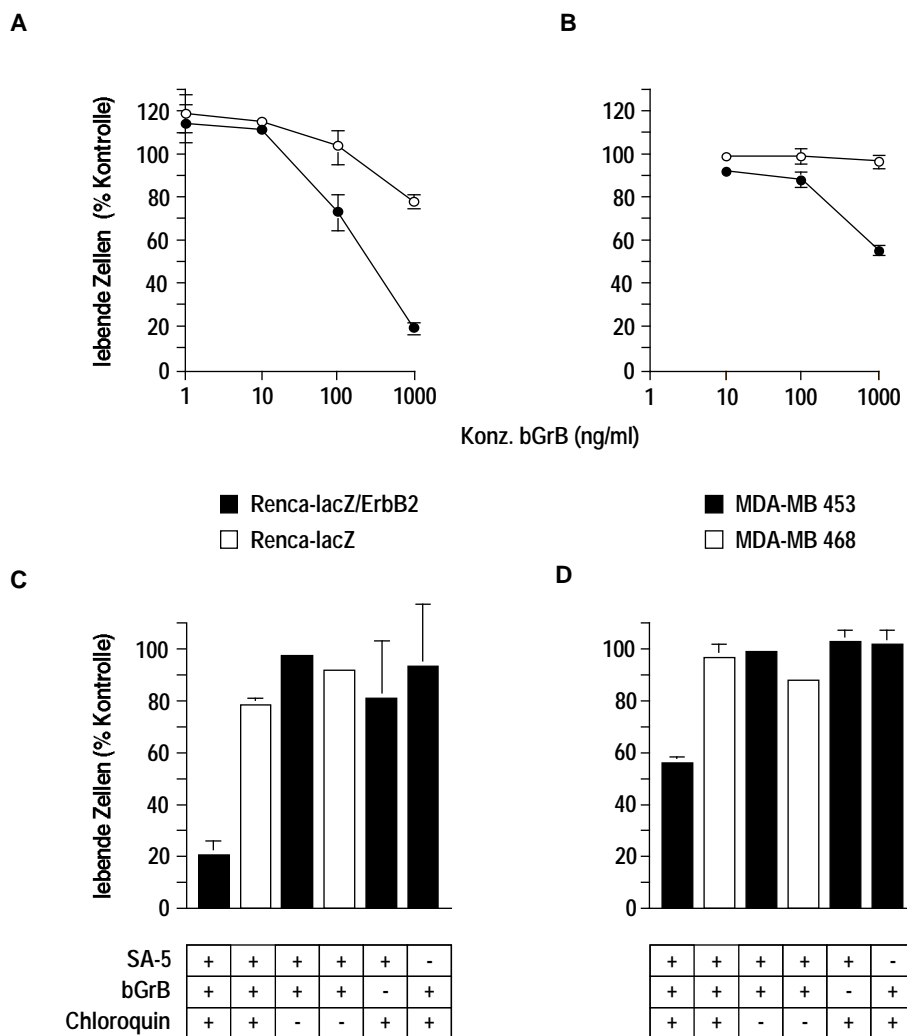 A
B
lebende Zellen (% Kontrolle)
120
100
80
60
40
20
0
1 10 100 1000
120
100
80
60
40
20
0
1 10 100 1000
Konz. bGrB (ng/ml)
Renca-lacZ/ErbB2
Renca-lacZ
MDA-MB 453
MDA-MB 468
C
D
lebende Zellen (% Kontrolle)
100
80
60
40
20
0
100
80
60
40
20
0
SA-5 + + + + + - + + + + + -
bGrB + + + + - + + + + + - +
Chloroquin + + - - + + + + - - + +